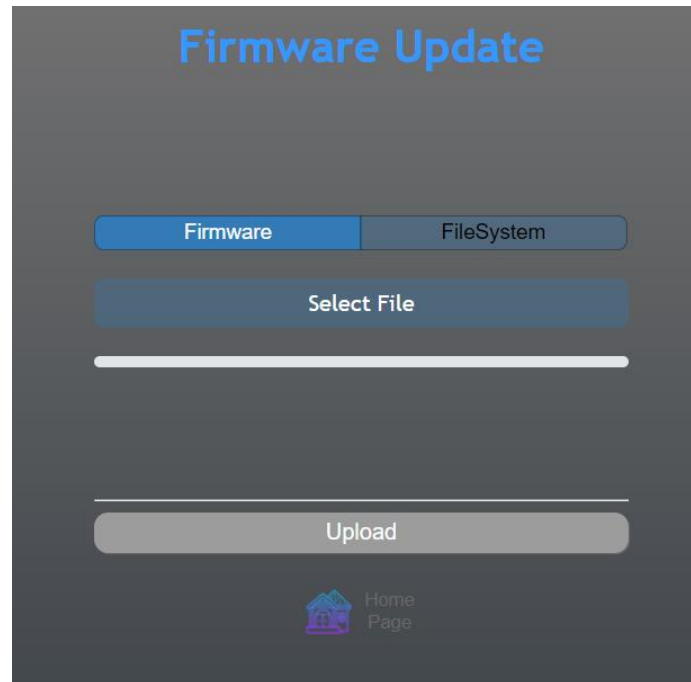 Firmware Update
Firmware FileSystem
Select File
Upload
Home
Page